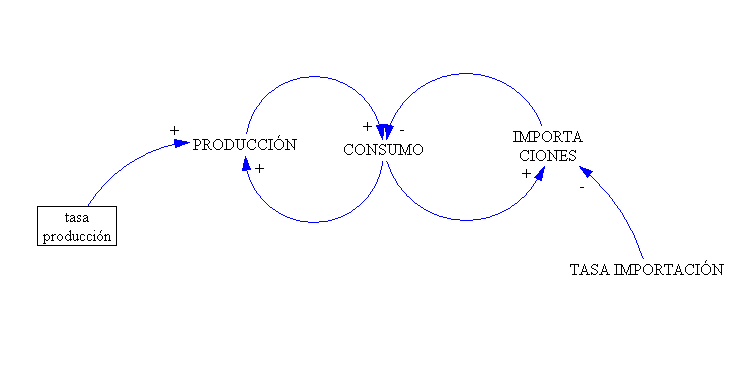 +
PRODUCCIÓN
+
+
-
CONSUMO
IMPORTA
CIONES
+
-
tasa
producción
TASA IMPORTACIÓN